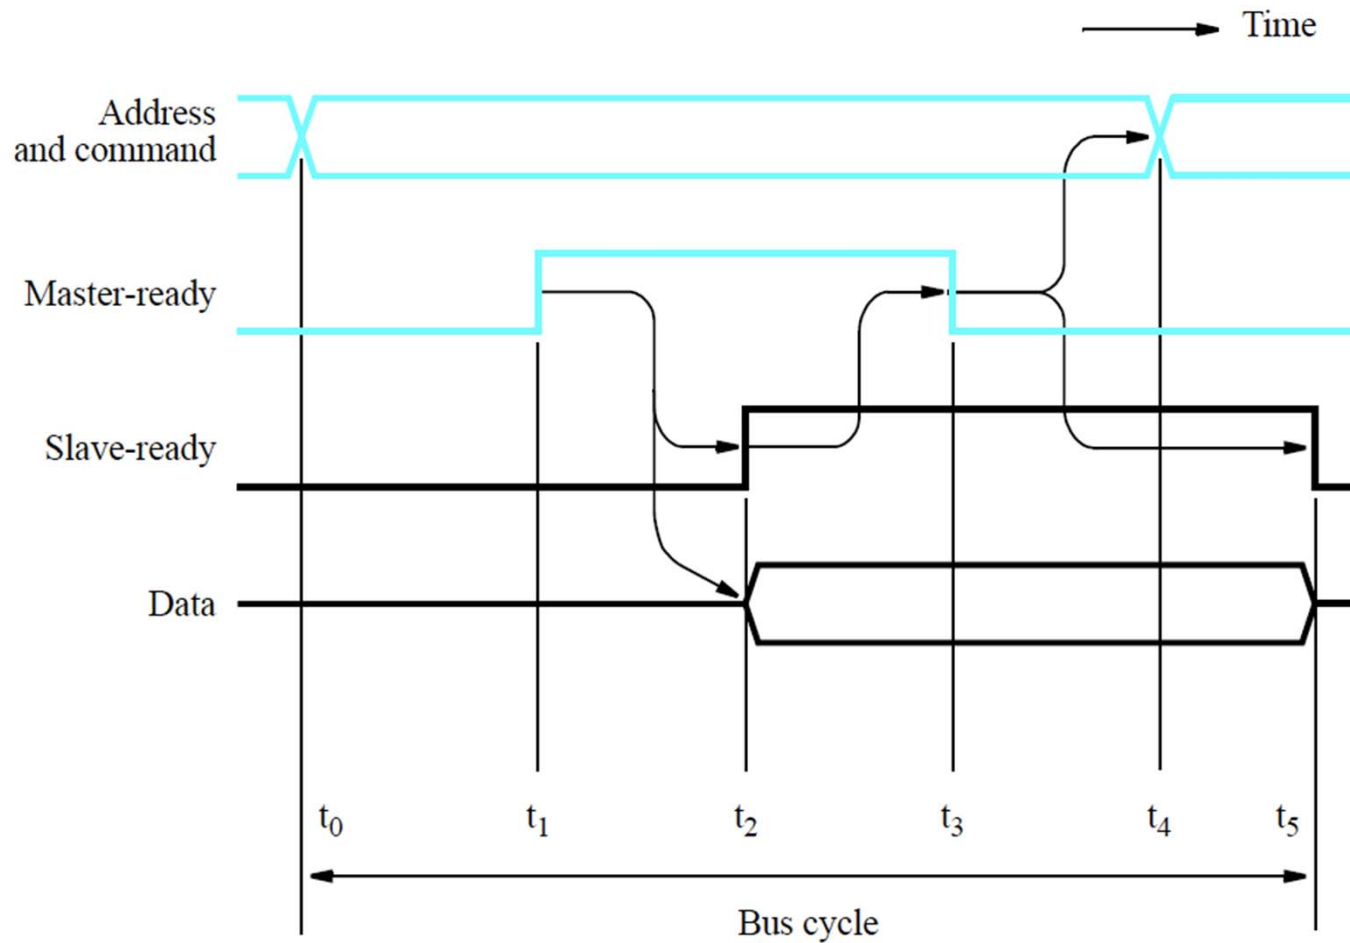 Time
Address
and command
Master-ready
Slave-ready
Data
t0 t1 t2 t3 t4 t5
Bus cycle